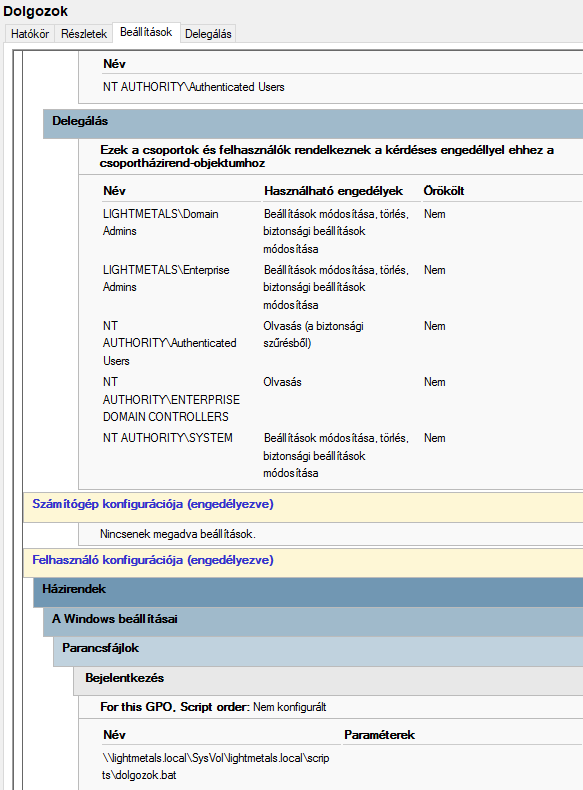 Dolgozok
Hatókör Részletek Beállítások Delegálás
Név
NT AUTHORITY\Authenticated Users
Delegálás
Ezek a csoportok és felhasználók rendelkeznek a kérdéses engedéllyel ehhez a
csoportházirend-objektumhoz
Név Használható engedélyek Örökölt
LIGHTMETALS\Domain Beállítások módosítása, törlés, Nem
Admins biztonsági beállítások
módosítása
LIGHTMETALS\Enterprise Beállítások módosítása, törlés, Nem
Admins biztonsági beállítások
módosítása
NT Olvasás (a biztonsági Nem
AUTHORITY\Authenticated szűrésből)
Users
NT Olvasás Nem
AUTHORITY\ENTERPRISE
DOMAIN CONTROLLERS
NT AUTHORITY\SYSTEM Beállítások módosítása, törlés, Nem
biztonsági beállítások
módosítása
Számítógép konfigurációja (engedélyezve)
Nincsenek megadva beállítások.
Felhasználó konfigurációja (engedélyezve)
Házirendek
A Windows beállításai
Parancsfájlok
Bejelentkezés
For this GPO, Script order: Nem konfigurált
Név Paraméterek
\\lightmetals.local\SysVol\lightmetals.local\scrip
ts\dolgozok.bat